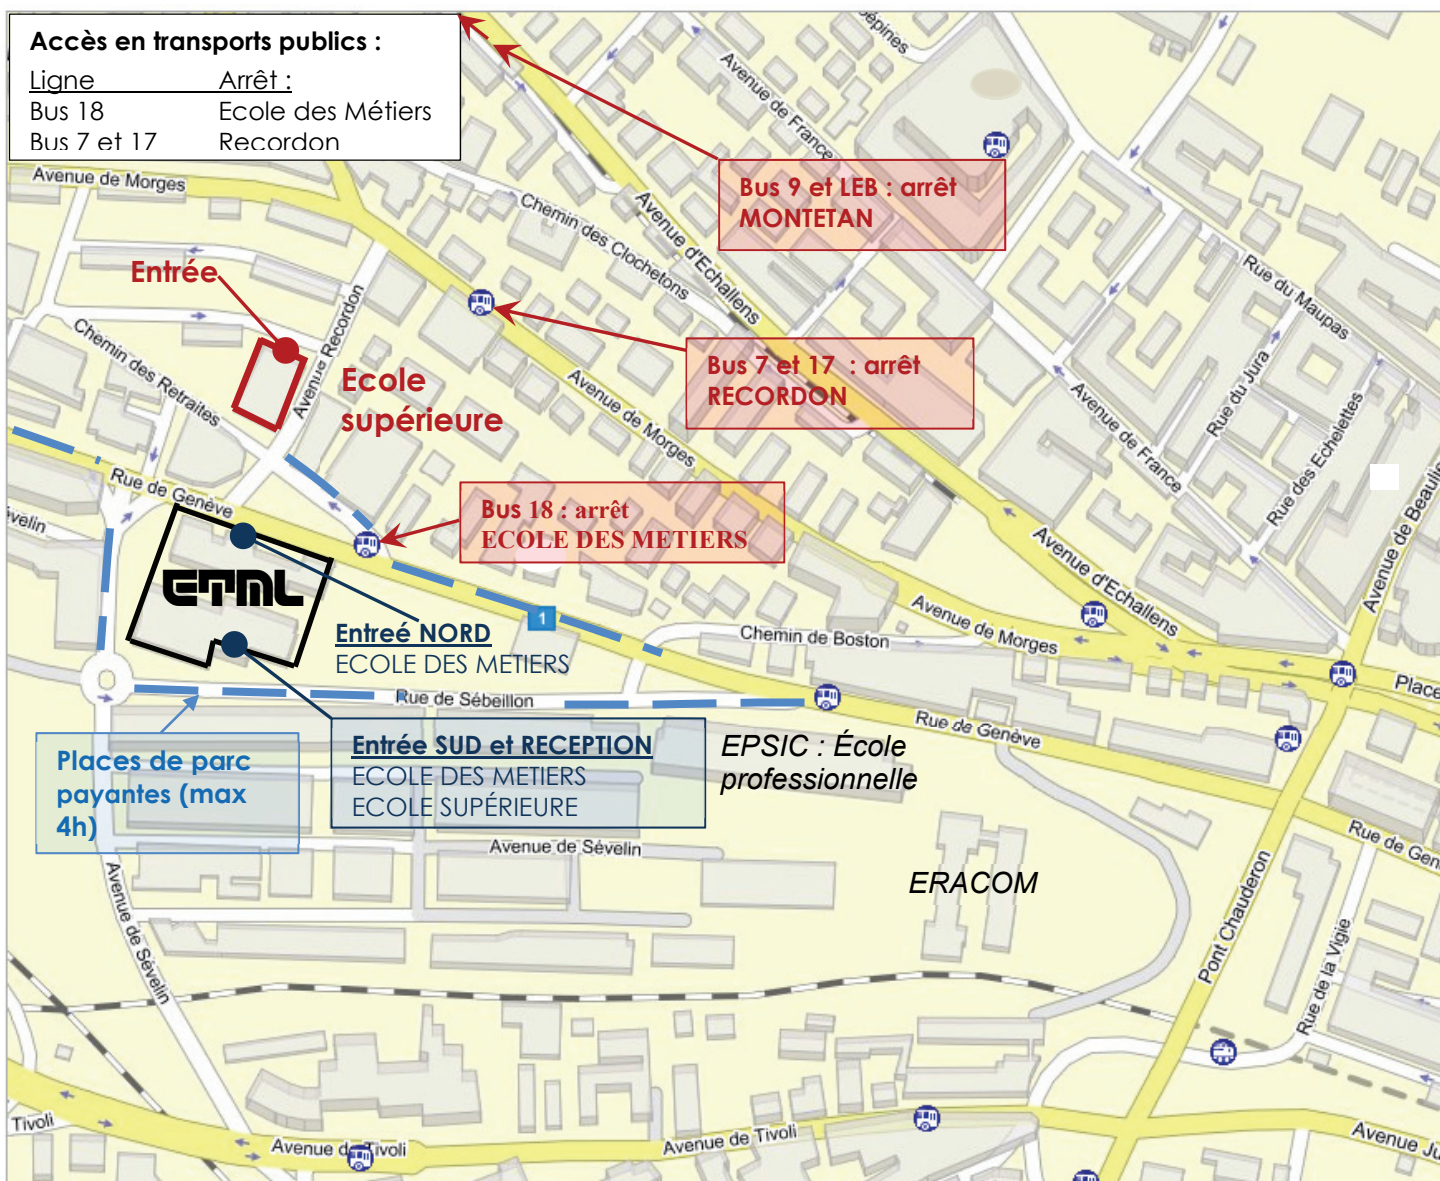 Accès en transports publics :
Ligne Arrêt :
Bus 18 Ecole des Métiers
Bus 7 et 17 Recordon
épines
Avenue de France
Bus 9 et LEB : arrêt
MONTETAN
Avenue de Morges
Chemin des Clochetons
Avenue d'Echallens
Rue du Maupas
Entrée
Avenue Recordon
Chemin des Retraites
Ecole
supérieure
Bus 7 et 17 : arrêt
RECORDON
Avenue de Morges
Rue du Jura
Avenue de France
Rue des Echelettes
Avenue de Beaulie
Rue de Genève
évelin
Bus 18 : arrêt
ECOLE DES METIERS
Avenue d'Echallens
ETML
1
Entreé NORD
ECOLE DES METIERS
Chemin de Boston
Avenue de Morges
Place
Rue de Sébeillon
Rue de Genève
Places de parc
payantes (max
4h)
Entrée SUD et RECEPTION
ECOLE DES METIERS
ECOLE SUPÉRIEURE
EPSIC : École
professionnelle
Avenue de Sévelin
Rue de Gen
ERACOM
Avenue de Sévelin
Pont Chauderon
Rue de la Vigie
Tivoli
Avenue de Tivoli
Avenue de Tivoli
Avenue Ju